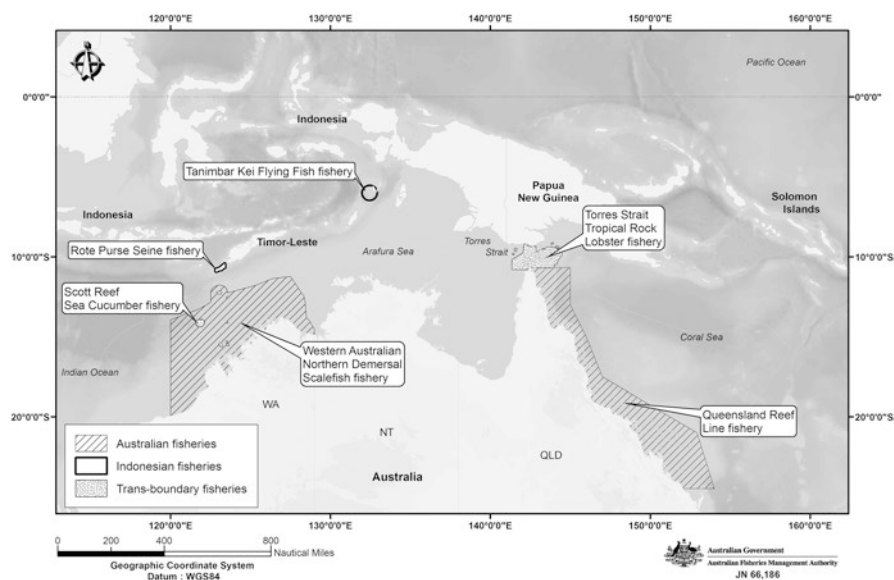 120°0'0"E
130°0'0"E
140°0'0"E
150°0'0"E
160°0'0"E
Pacific Ocean
0°0'0"
0°0'0"
Indonesia
Tanimbar Kei Flying Fish fishery
Papua
New Guinea
Solomon
Islands
Indonesia
Torres Strait
Tropical Rock
Lobster fishery
Timor-Leste
Rote Purse Seine fishery
Arafura Sea
Torres
Strait
10°0'0"S
10°0'0"S
Scott Reef
Sea Cucumber fishery
Coral Sea
Western Australian
Northern Demersal
Scalefish fishery
Indian Ocean
WA
20°0'0"S
20°0'0"S
Queensland Reef
Line fishery
NT
QLD
Australia
Australian fisheries
Indonesian fisheries
Trans-boundary fisheries
120°0'0"E
130°0'0"E
140°0'0"E
150°0'0"E
160°0'0"E
0 200 400 800
Nautical Miles
Geographic Coordinate System
Datum : WGS84
Australian Government
Australian Fisheries Management Authority
JN 66,186